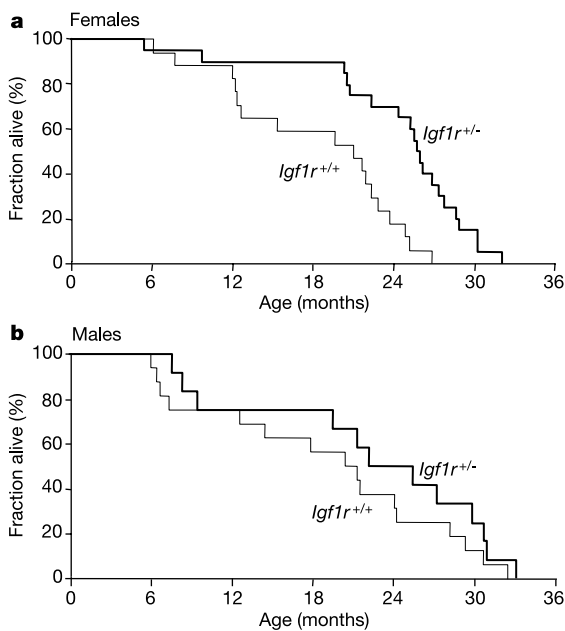 a Females
100
80
60
40
20
0
Fraction alive (%)
Igf1r+/-
Igf1r+/+
0 6 12 18 24 30 36
Age (months)
b Males
100
80
60
40
20
0
Fraction alive (%)
Igf1r+/-
Igf1r+/+
0 6 12 18 24 30 36
Age (months)